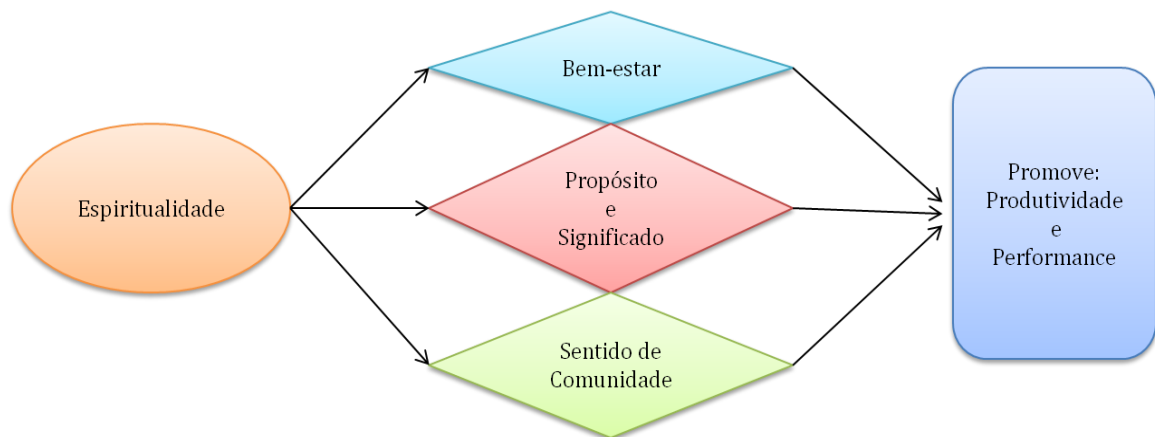 Espiritualidade
Bem-estar
Propósito
e
Significado
Sentido de
Comunidade
Promove:
Produtividade
e
Performance